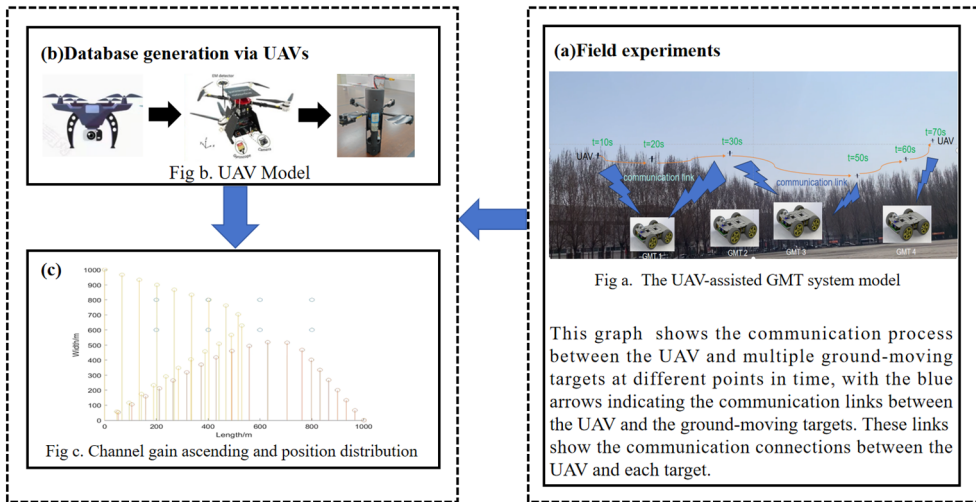 (b)Database generation via UAVs
GM detector
Gyroscope
Camera
Fig b. UAV Model
(c)
1000
900
800
700
600
500
400
300
200
100
0
Width/m
0 200 400 600 800 1000
Length/m
Fig c. Channel gain ascending and position distribution
(a)Field experiments
t=10s
t=20s
t=30s
t=50s
t=60s
t=70s
UAV
UAV
communication link
communication link
GMT 1
GMT 2
GMT 3
GMT 4
Fig a. The UAV-assisted GMT system model
This graph shows the communication process
between the UAV and multiple ground-moving
targets at different points in time, with the blue
arrows indicating the communication links between
the UAV and the ground-moving targets. These links
show the communication connections between the
UAV and each target.